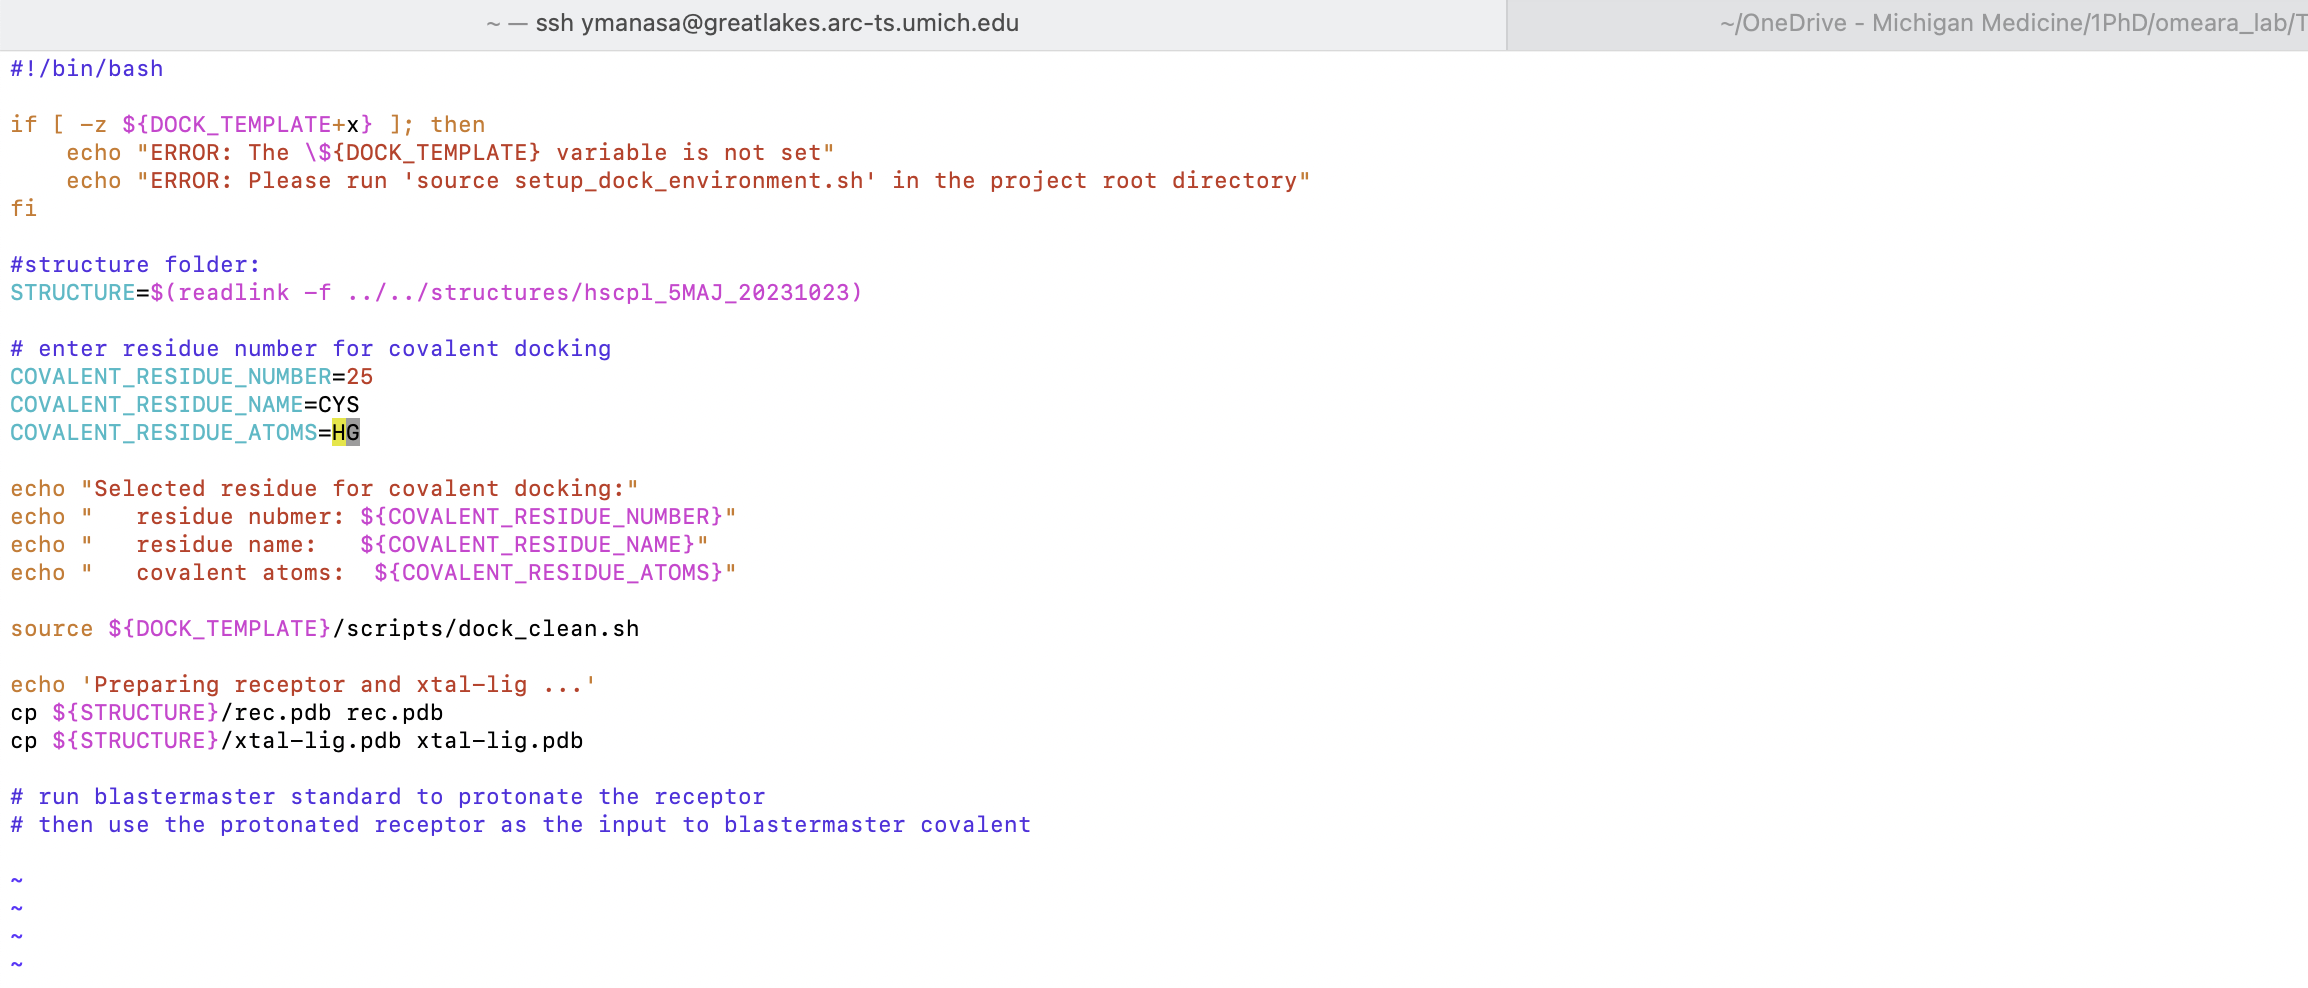 ~ — ssh ymanasa@greatlakes.arc-ts.umich.edu
~/OneDrive - Michigan Medicine/1PhD/omeara_lab/T
#!/bin/bash
if [ -z ${DOCK_TEMPLATE+x} ]; then
    echo "ERROR: The \${DOCK_TEMPLATE} variable is not set"
    echo "ERROR: Please run 'source setup_dock_environment.sh' in the project root directory"
fi
#structure folder:
STRUCTURE=$(readlink -f ../../structures/hscpl_5MAJ_20231023)
# enter residue number for covalent docking
COVALENT_RESIDUE_NUMBER=25
COVALENT_RESIDUE_NAME=CYS
COVALENT_RESIDUE_ATOMS=HG
echo "Selected residue for covalent docking:"
echo "   residue nubmer: ${COVALENT_RESIDUE_NUMBER}"
echo "   residue name:   ${COVALENT_RESIDUE_NAME}"
echo "   covalent atoms:  ${COVALENT_RESIDUE_ATOMS}"
source ${DOCK_TEMPLATE}/scripts/dock_clean.sh
echo 'Preparing receptor and xtal-lig ...'
cp ${STRUCTURE}/rec.pdb rec.pdb
cp ${STRUCTURE}/xtal-lig.pdb xtal-lig.pdb
# run blastermaster standard to protonate the receptor
# then use the protonated receptor as the input to blastermaster covalent
~
~
~
~